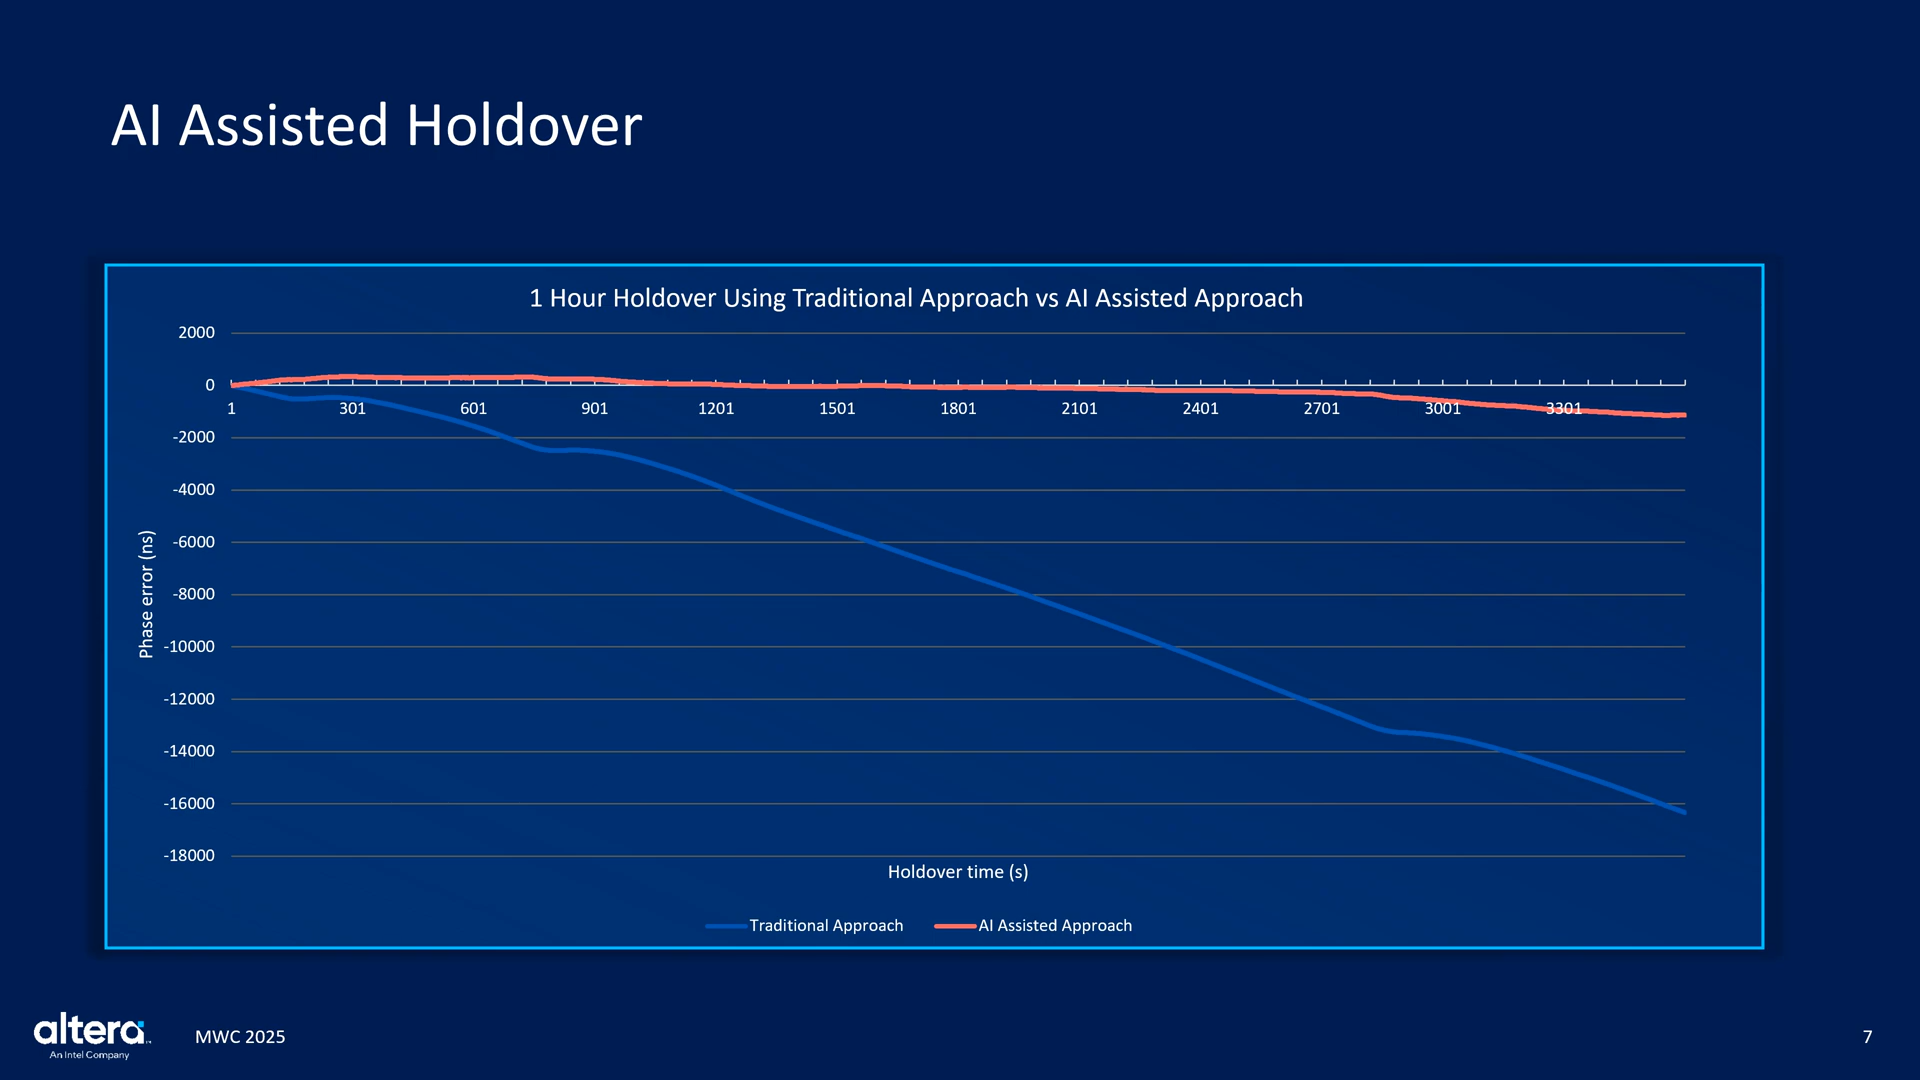 AI Assisted Holdover
1 Hour Holdover Using Traditional Approach vs AI Assisted Approach
2000
0
1 301 601 901 1201 1501 1801 2101 2401 2701 3001 3301
-2000
-4000
-6000
-8000
-10000
-12000
-14000
-16000
-18000
Phase error (ns)
Holdover time (s)
Traditional Approach AI Assisted Approach
altera
An Intel Company
MWC 2025
7